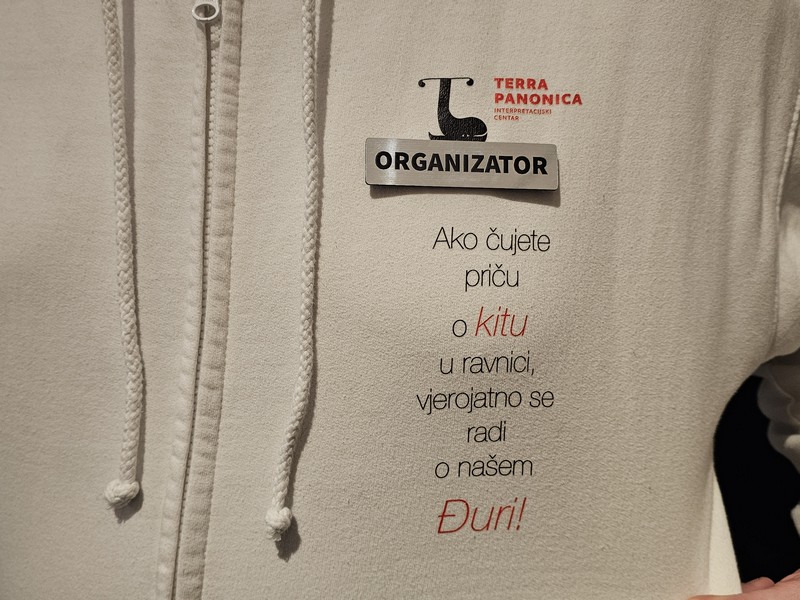 TERRA
PANONICA
INTERPRETACIJSKI
CENTAR
ORGANIZATOR
Ako čujete
priču
o kitu
u ravnici,
vjerojatno se
radi
o našem
Đuri!